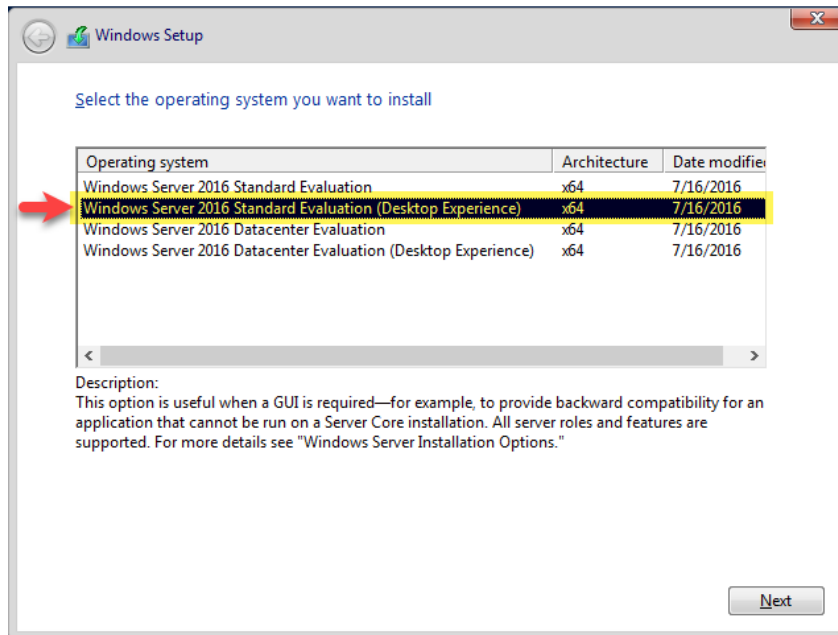 Windows Setup
Select the operating system you want to install
Operating system Architecture Date modified
Windows Server 2016 Standard Evaluation x64 7/16/2016
Windows Server 2016 Standard Evaluation (Desktop Experience) x64 7/16/2016
Windows Server 2016 Datacenter Evaluation x64 7/16/2016
Windows Server 2016 Datacenter Evaluation (Desktop Experience) x64 7/16/2016
Description:
This option is useful when a GUI is required—for example, to provide backward compatibility for an
application that cannot be run on a Server Core installation. All server roles and features are
supported. For more details see "Windows Server Installation Options."
Next